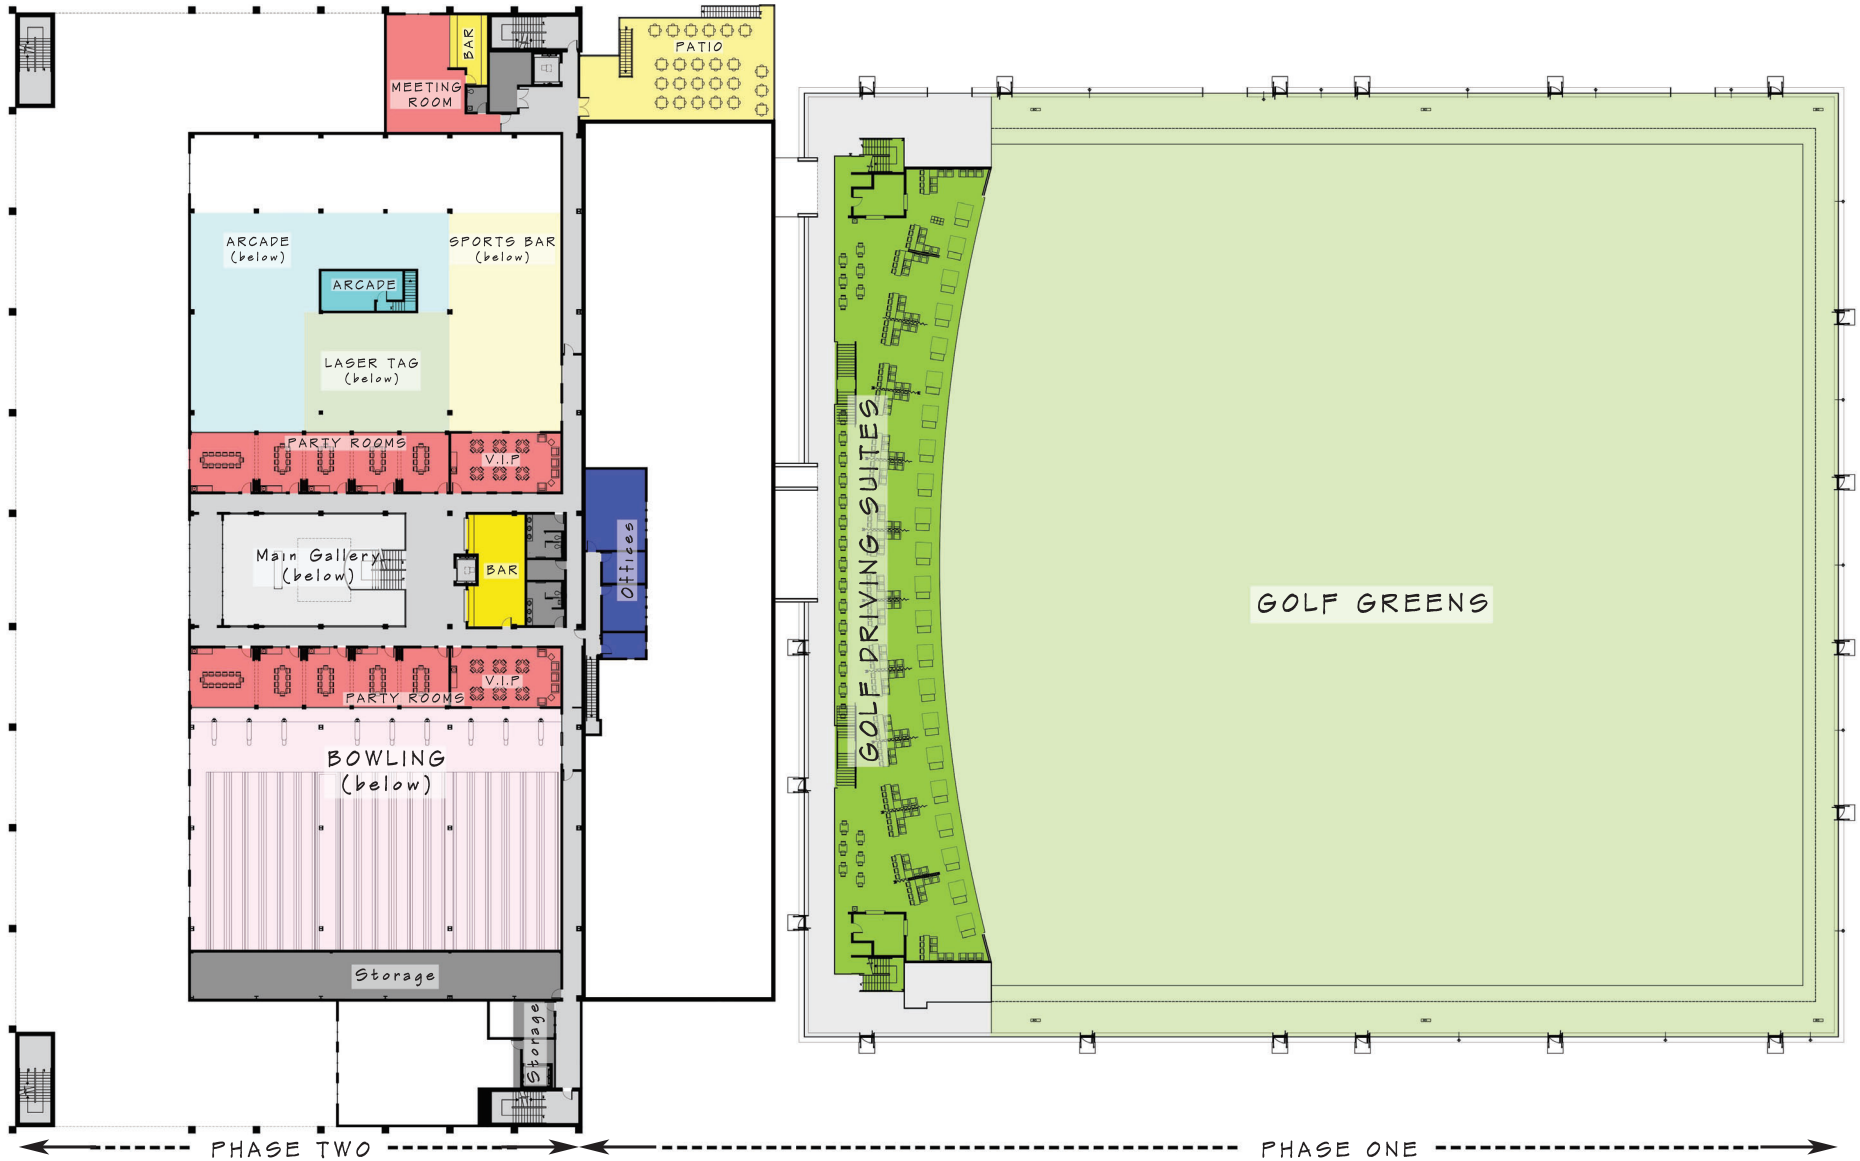 BAR
PATIO
MEETING
ROOM
ARCADE
(below)
SPORTS BAR
(below)
ARCADE
LASER TAG
(below)
PARTY ROOMS
V.I.P
Main Gallery
(below)
BAR
Offices
GOLF DRIVING SUITES
GOLF GREENS
V.I.P
PARTY ROOMS
BOWLING
(below)
Storage
Storage
PHASE TWO
PHASE ONE